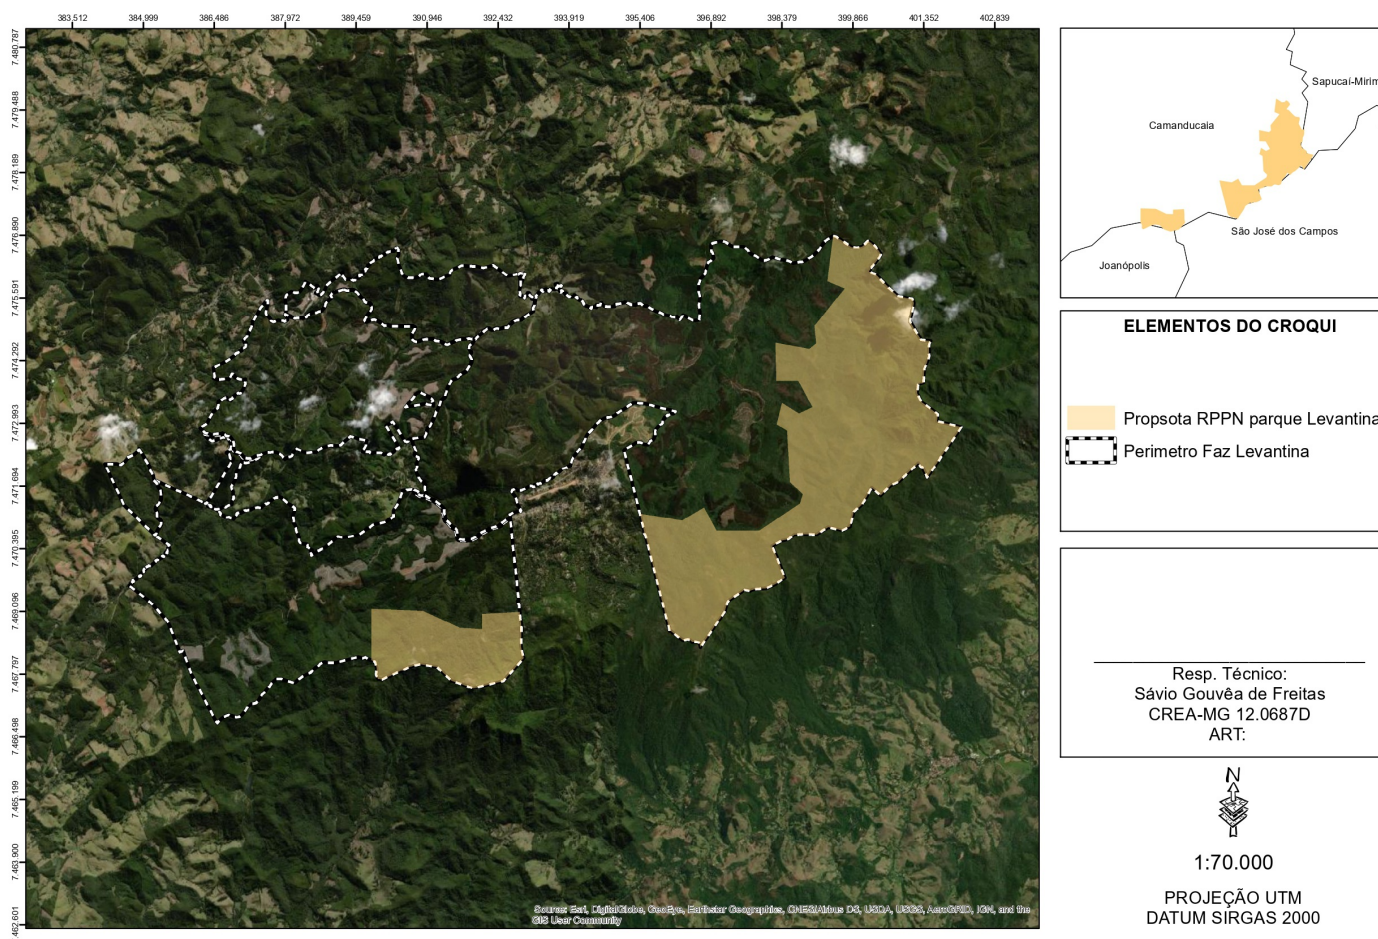 383.512 384.999 386.486 387.972 389.459 390.946 392.432 393.919 395.406 396.892 398.379 399.866 401.352 402.839
7.480.787
7.479.488
7.478.189
7.476.890
7.475.591
7.474.292
7.472.993
7.471.694
7.470.395
7.469.096
7.467.797
7.466.498
7.465.199
7.463.900
462.601
Source: Esri, DigitalGlobe, GeoEye, Earthstar Geographics, CNES/Airbus DS, USDA, USGS, AeroGRID, IGN, and the
GIS User Community
Sapucaí-Mirim
Camanducaia
São José dos Campos
Joanópolis
ELEMENTOS DO CROQUI
Propsota RPPN parque Levantina
Perimetro Faz Levantina
Resp. Técnico:
Sávio Gouvêa de Freitas
CREA-MG 12.0687D
ART:
N
1:70.000
PROJEÇÃO UTM
DATUM SIRGAS 2000